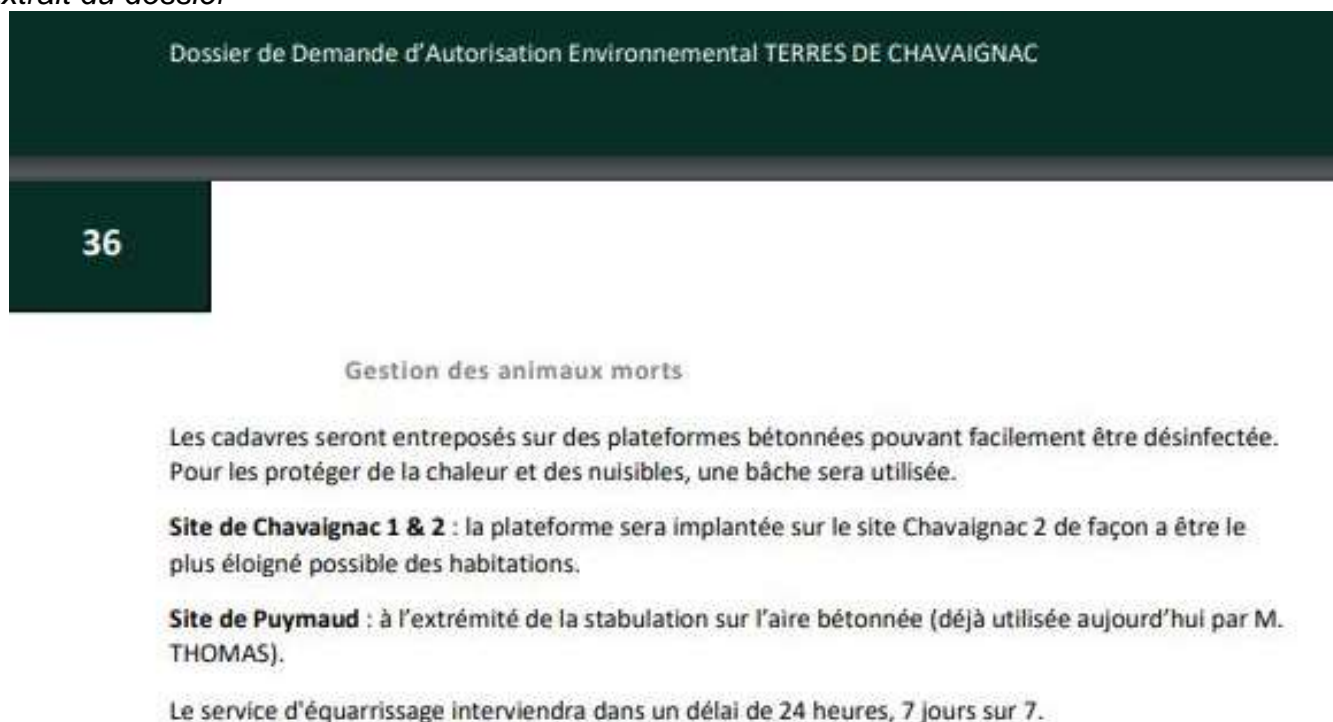 xtrait du dossier
Dossier de Demande d'Autorisation Environnemental TERRES DE CHAVAIGNAC
36
Gestion des animaux morts
Les cadavres seront entreposés sur des plateformes bétonnées pouvant facilement être désinfectée.
Pour les protéger de la chaleur et des nuisibles, une bâche sera utilisée.
Site de Chavaignac 1 & 2 : la plateforme sera implantée sur le site Chavaignac 2 de façon a être le
plus éloigné possible des habitations.
Site de Puymaud : à l'extrémité de la stabulation sur l'aire bétonnée (déjà utilisée aujourd'hui par M.
THOMAS).
Le service d'équarrissage interviendra dans un délai de 24 heures, 7 jours sur 7.